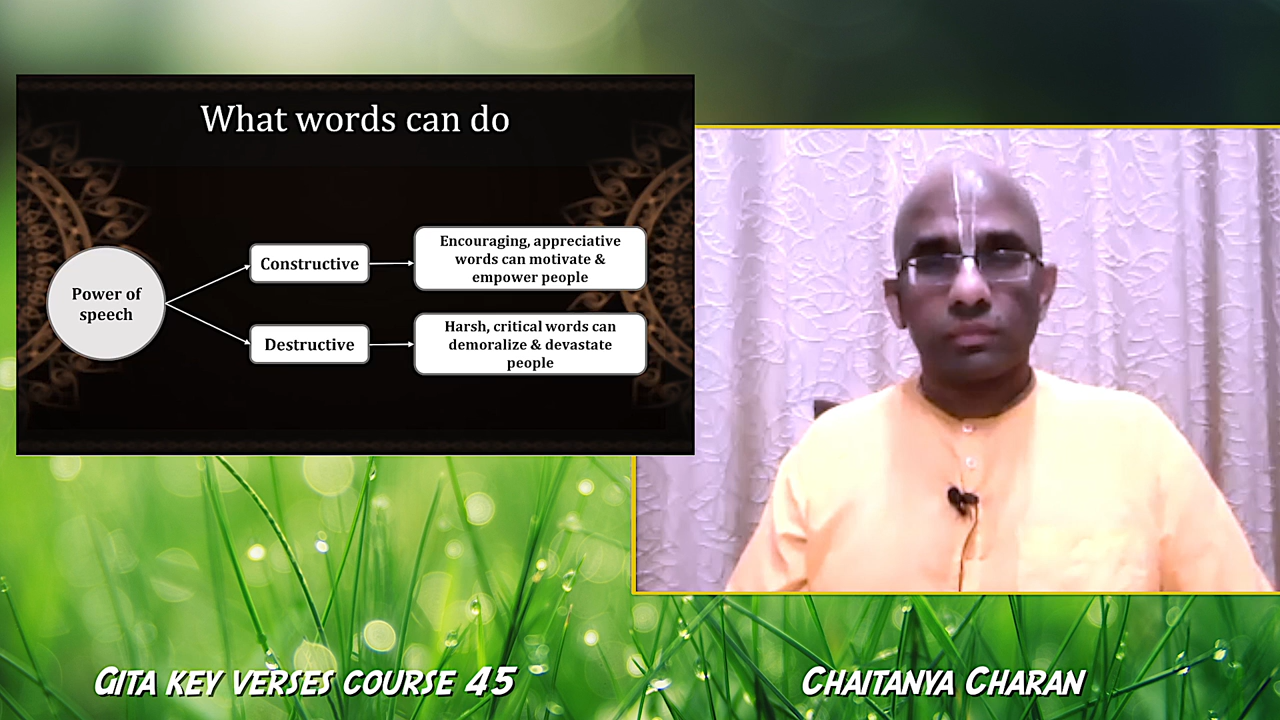 What words can do
Power of
speech
Constructive
Encouraging, appreciative
words can motivate &
empower people
Destructive
Harsh, critical words can
demoralize & devastate
people
GITA KEY VERSES COURSE 45
CHAITANYA CHARAN